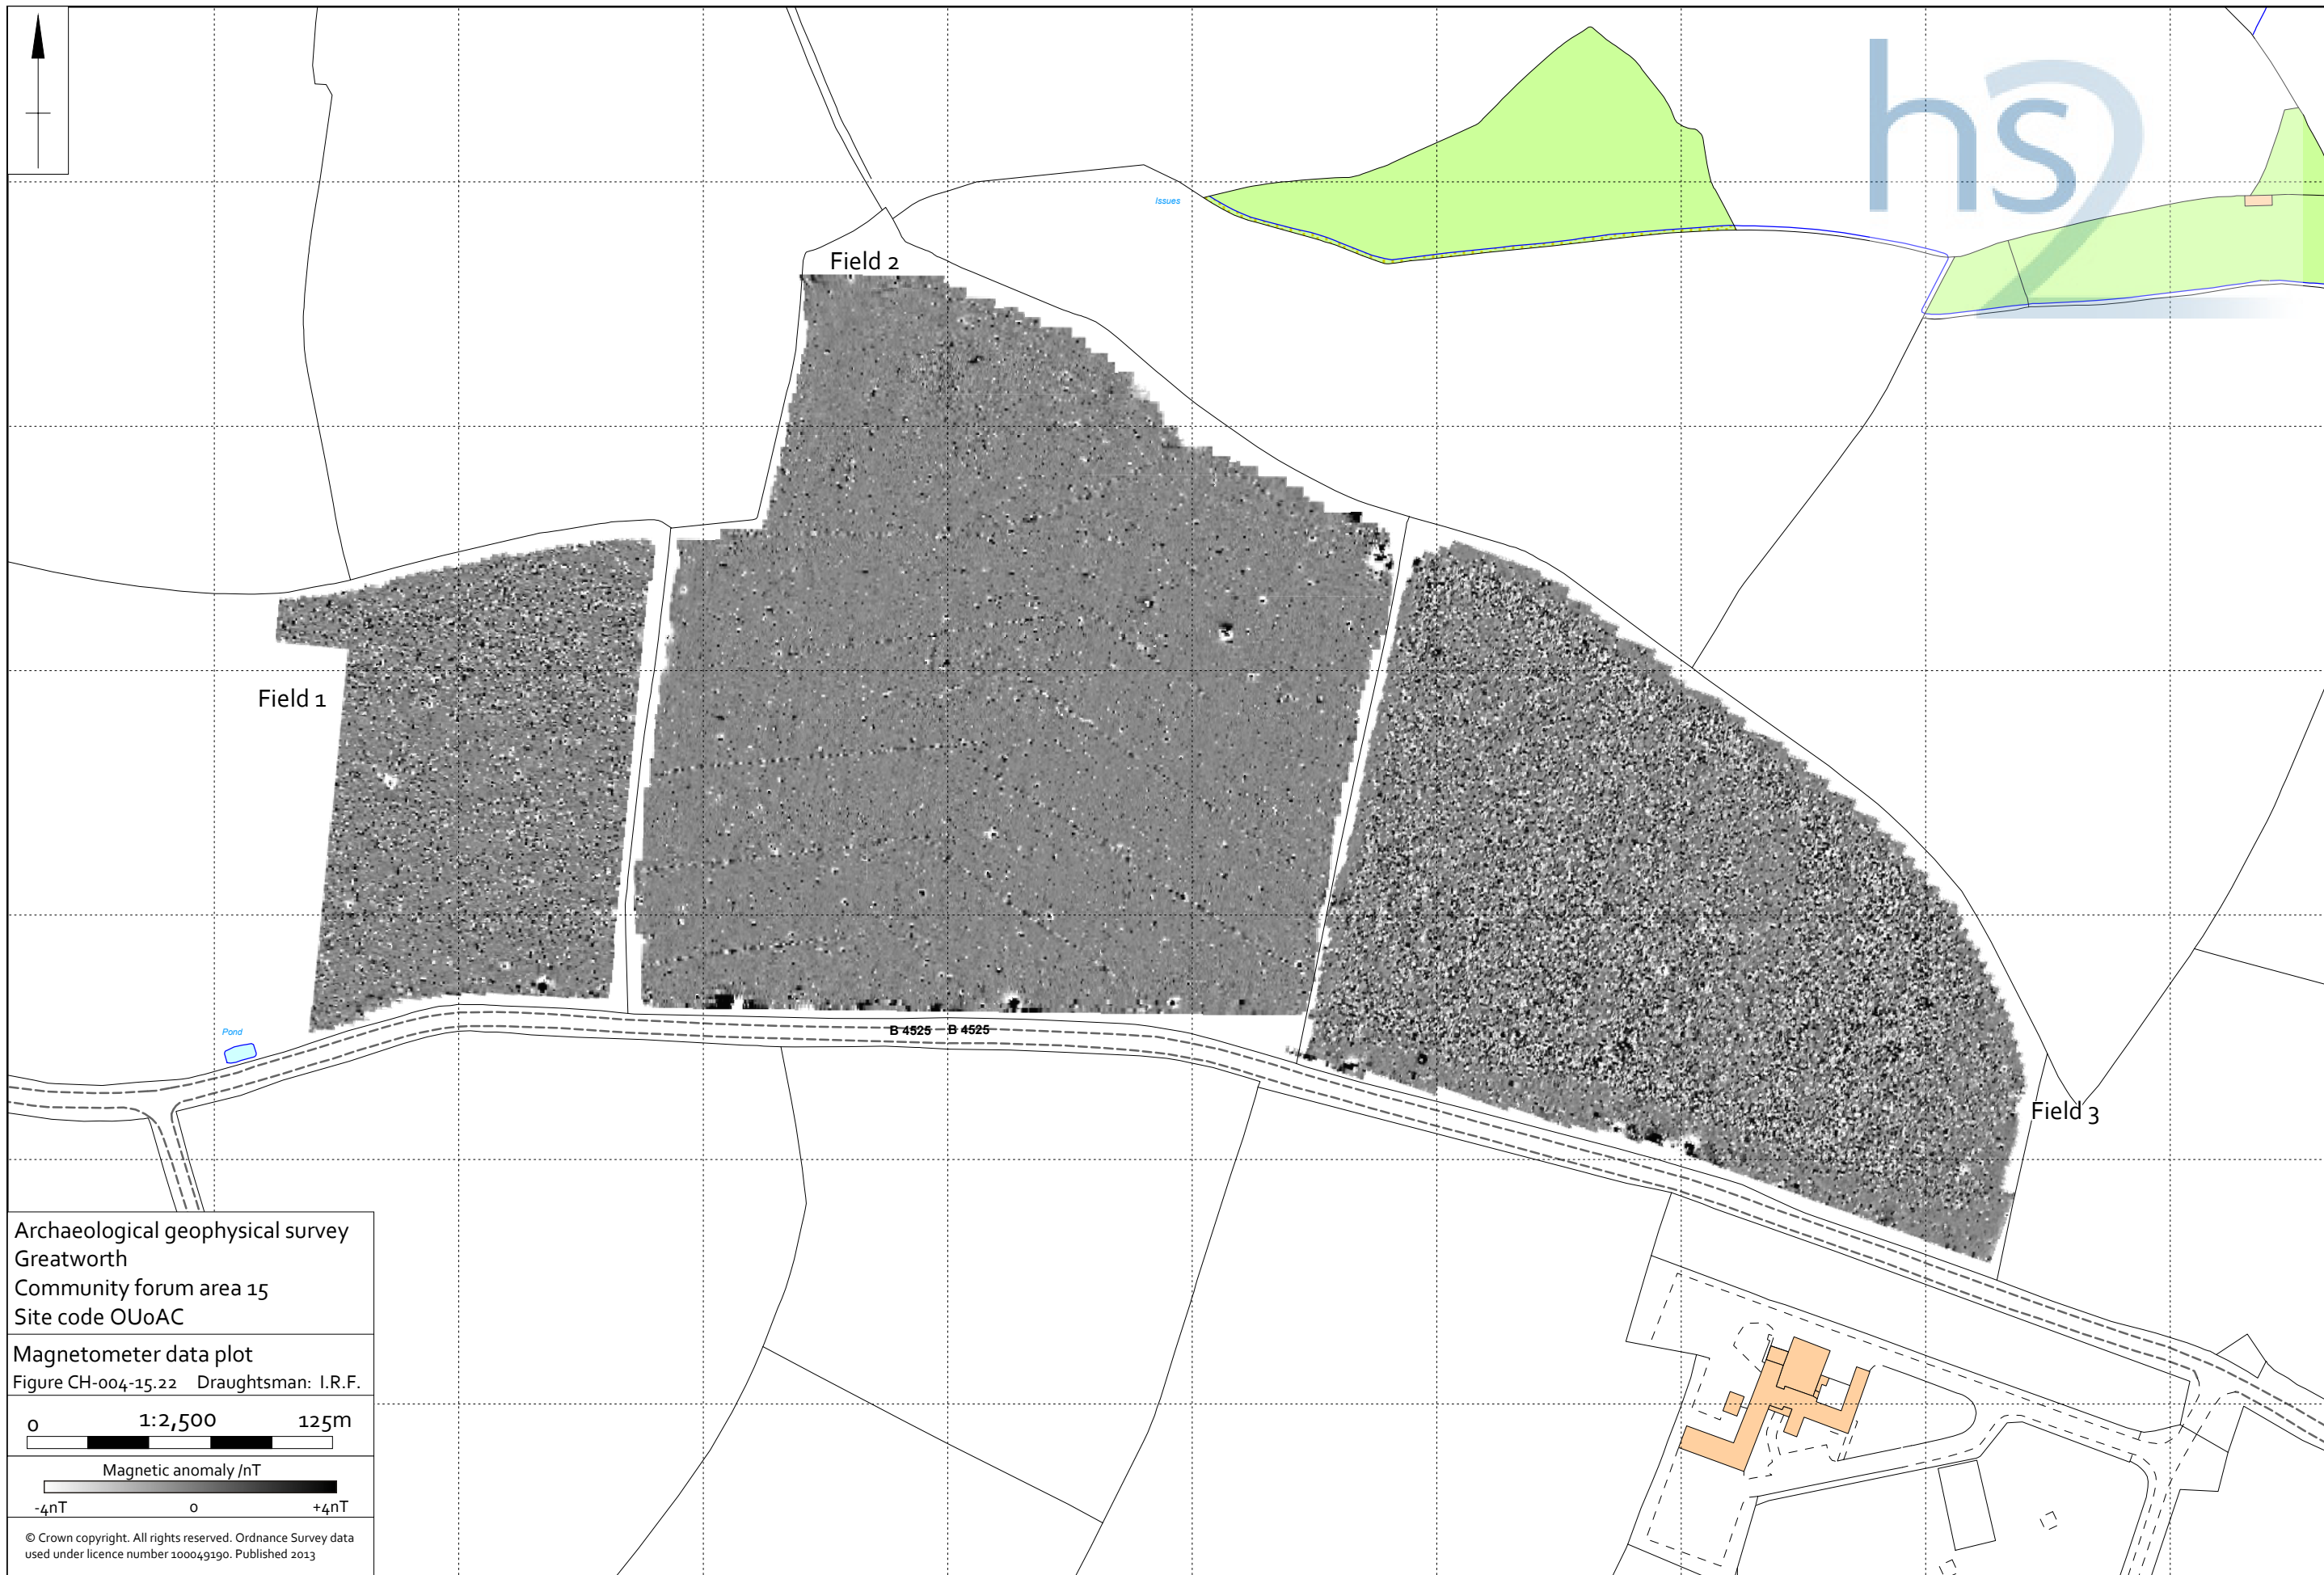 hs2
Issues
Field 2
Field 1
B 4525 B 4525
Pond
Field 3
Archaeological geophysical survey
Greatworth
Community forum area 15
Site code OU0AC
Magnetometer data plot
Figure CH-004-15.22 Draughtsman: I.R.F.
0 1:2,500 125m
Magnetic anomaly /nT
-4nT 0 +4nT
© Crown copyright. All rights reserved. Ordnance Survey data
used under licence number 100049190. Published 2013